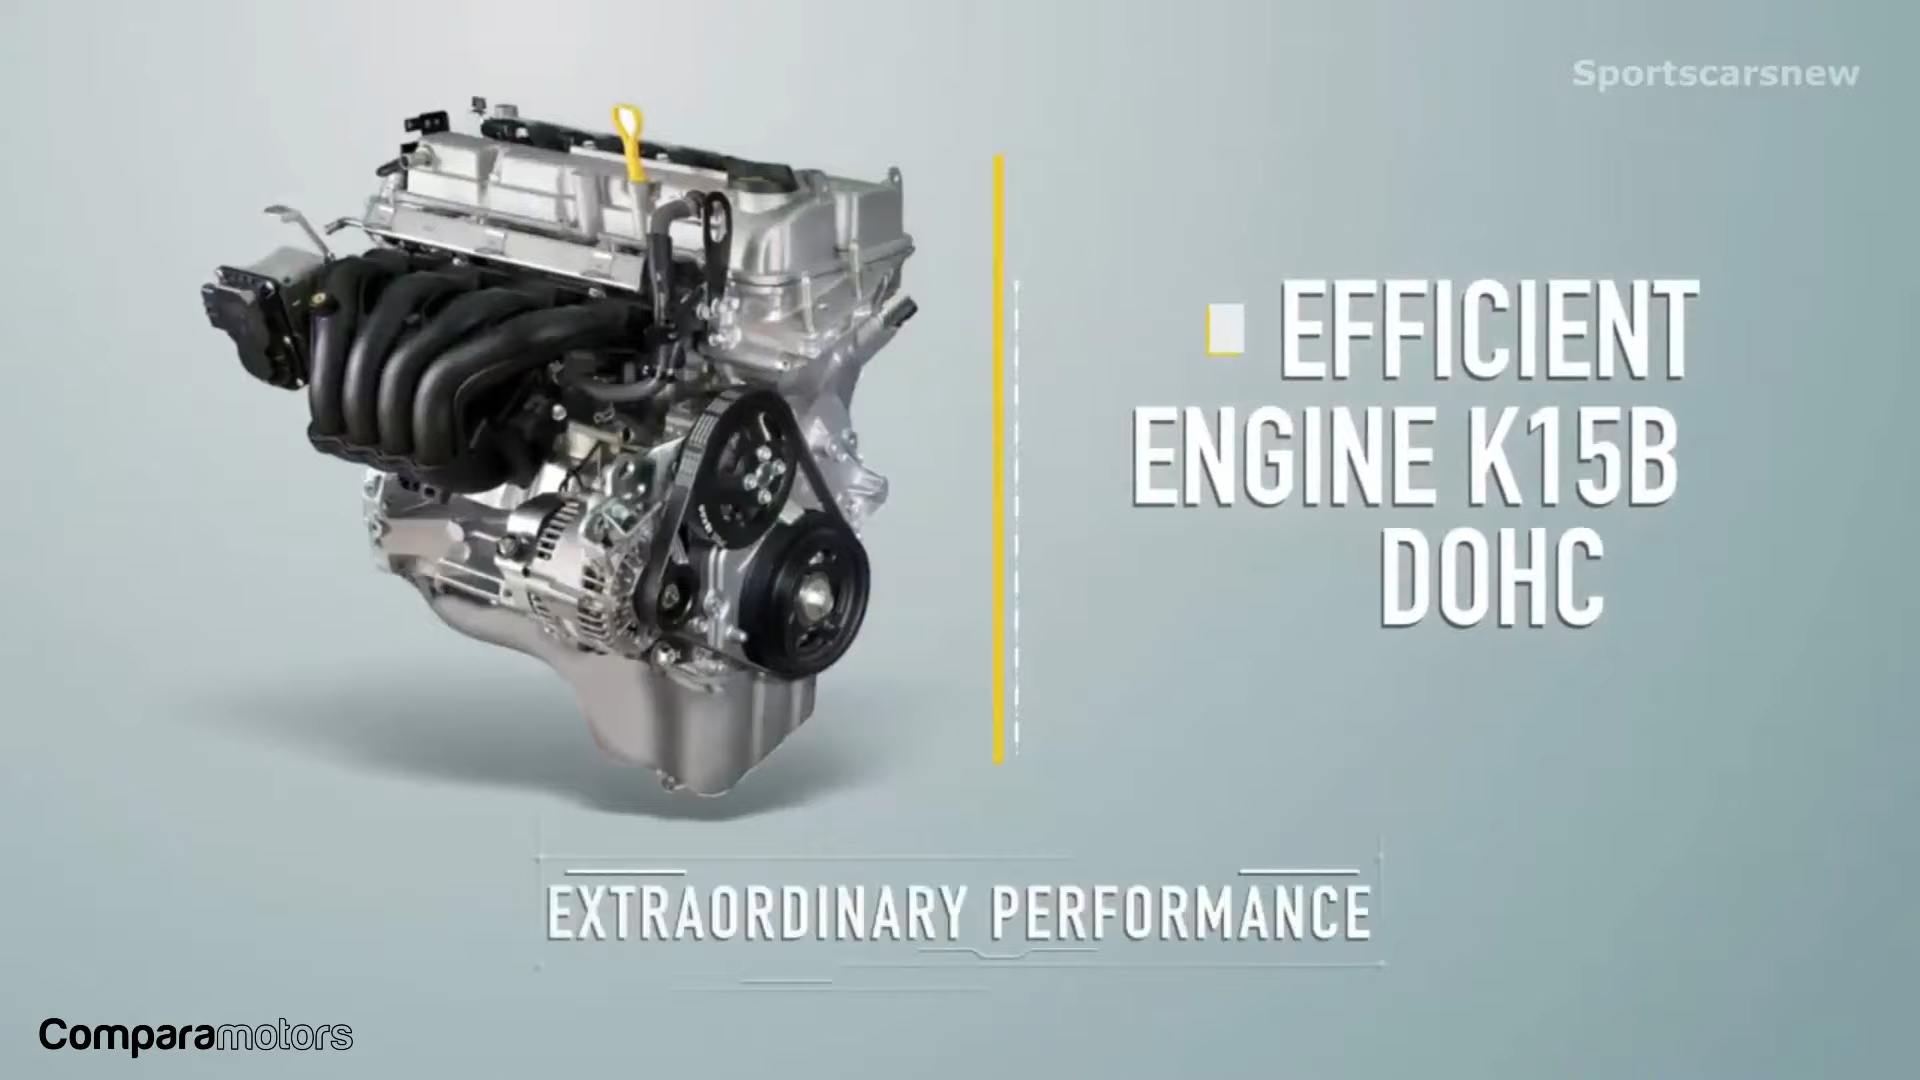 Sportscarsnew
EFFICIENT
ENGINE K15B
DOHC
EXTRAORDINARY PERFORMANCE
Comparamotors